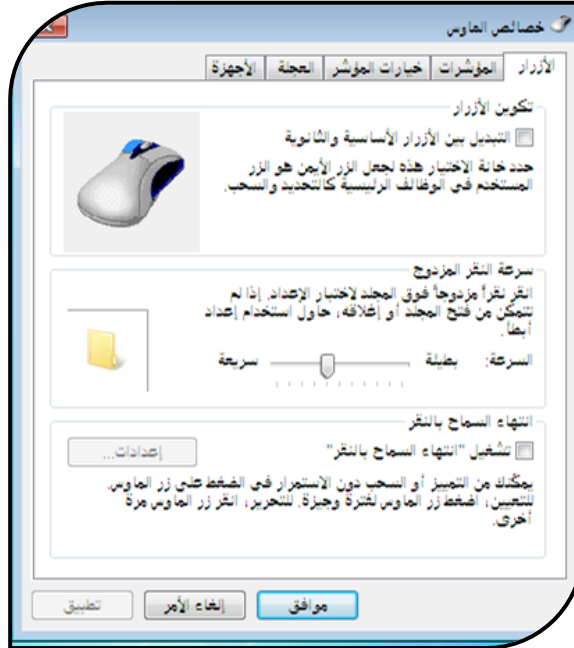 خصائص الماوس
الأزرار المؤشرات خيارات المؤشر العجلة الأجهزة
تكوين الأزرار
التبديل بين الأزرار الأساسية والثانوية
حدد خانة الاختيار هذه لجعل الزر الأيمن هو الزر
المستخدم في الوظائف الرئيسية كالتحديد والسحب.
سرعة النقر المزدوج
انقر نقراً مزدوجاً فوق المجلد لاختبار الإعداد. إذا لم
تتمكن من فتح المجلد أو إغلاقه، حاول استخدام إعداد
أبطأ.
السرعة: بطيئة سريعة
انتهاء السماح بالنقر
تشغيل "انتهاء السماح بالنقر" إعدادات...
يمكّنك من التمييز أو السحب دون الاستمرار في الضغط على زر الماوس.
للتعيين، اضغط زر الماوس لفترة وجيزة. للتحرير، انقر زر الماوس مرة
أخرى.
موافق إلغاء الأمر تطبيق